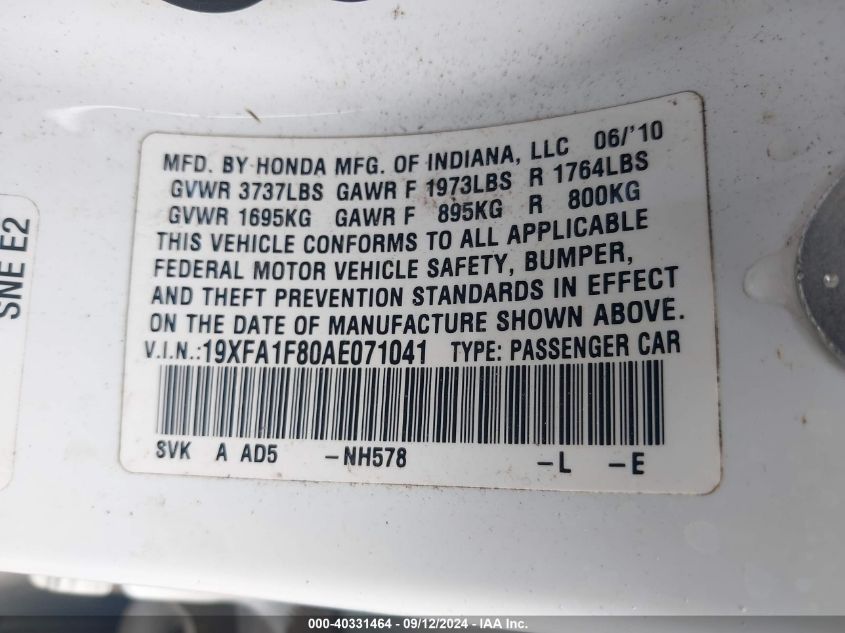 MFD. BY HONDA MFG. OF INDIANA, LLC 06/'10
GVWR 3737LBS GAWR F 1973LBS R 1764LBS
GVWR 1695KG GAWR F 895KG R 800KG
THIS VEHICLE CONFORMS TO ALL APPLICABLE
FEDERAL MOTOR VEHICLE SAFETY, BUMPER,
AND THEFT PREVENTION STANDARDS IN EFFECT
ON THE DATE OF MANUFACTURE SHOWN ABOVE.
V.I.N.:19XFA1F80AE071041 TYPE: PASSENGER CAR
SVK A AD5 -NH578 -L -E
SNE E2
000-40331464 - 09/12/2024 - IAA Inc.